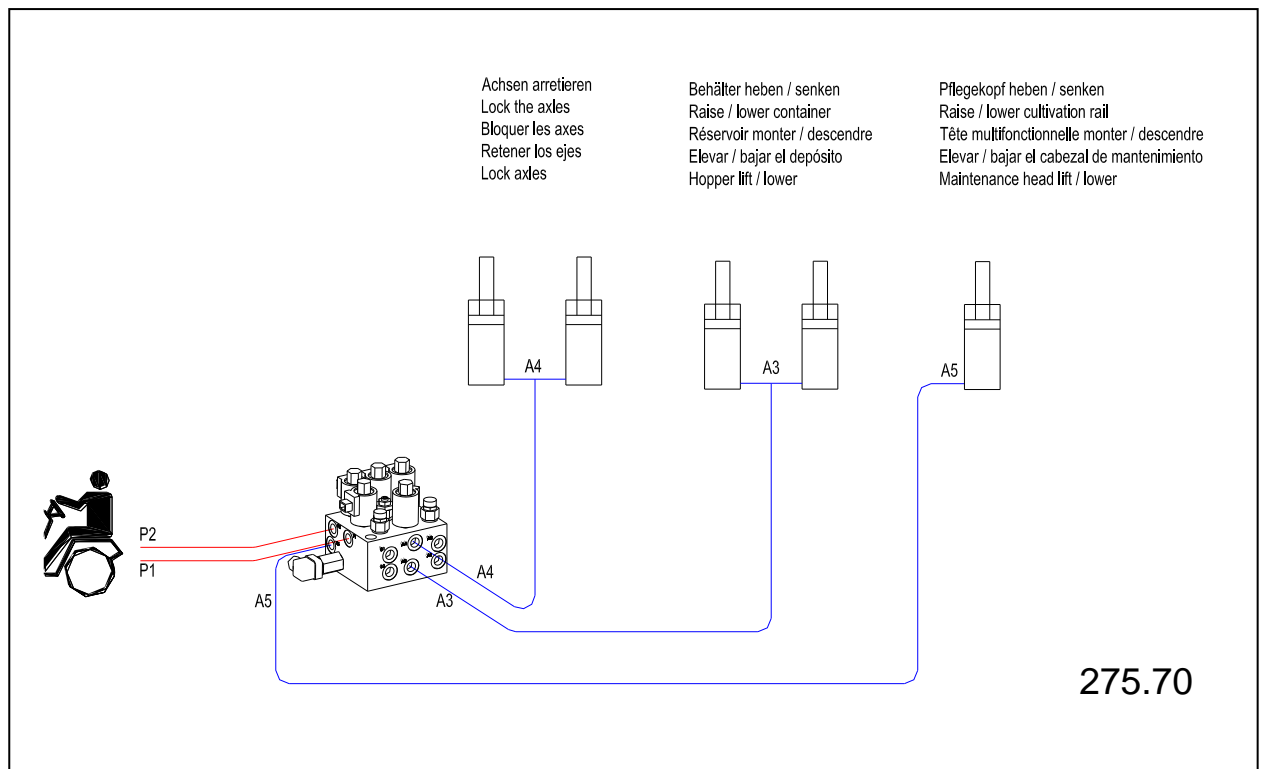 Achsen arretieren
Lock the axles
Bloquer les axes
Retener los ejes
Lock axles
Behälter heben / senken
Raise / lower container
Réservoir monter / descendre
Elevar / bajar el depósito
Hopper lift / lower
Pflegekopf heben / senken
Raise / lower cultivation rail
Tête multifonctionnelle monter / descendre
Elevar / bajar el cabezal de mantenimiento
Maintenance head lift / lower
A4
A3
A5
P2
P1
A5
A4
A3
275.70